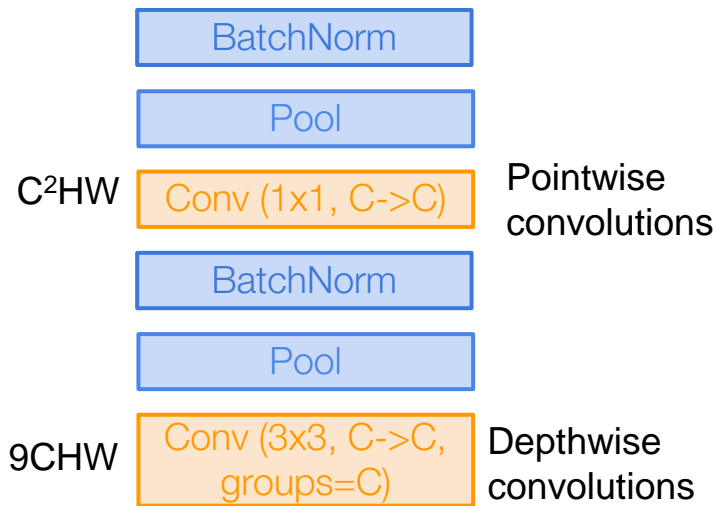 BatchNorm
Pool
C²HW
Conv (1x1, C->C)
Pointwise
convolutions
BatchNorm
Pool
9CHW
Conv (3x3, C->C,
groups=C)
Depthwise
convolutions